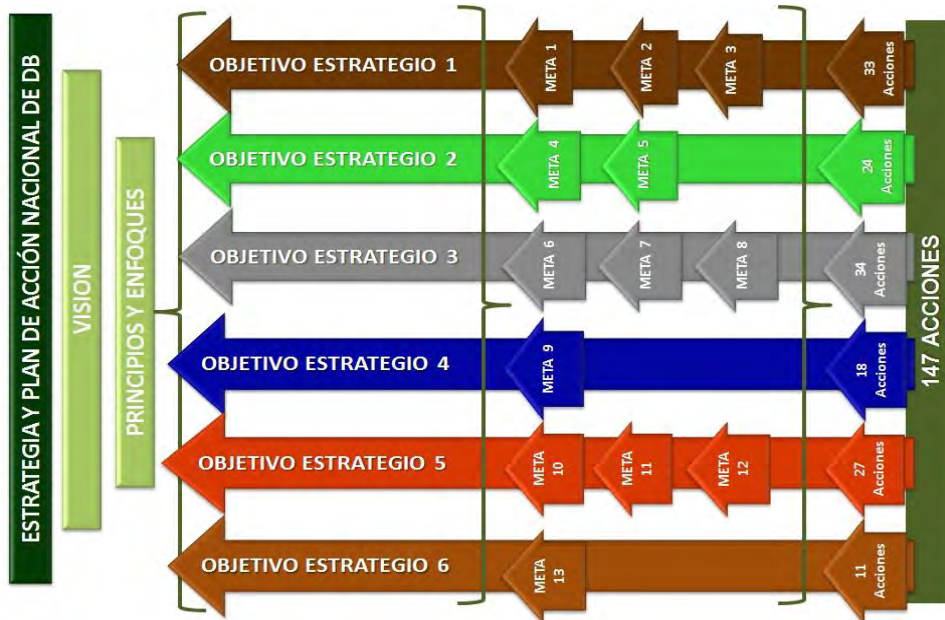 ESTRATEGIA Y PLAN DE ACCIÓN NACIONAL DE DB
VISION
PRINCIPIOS Y ENFOQUES
OBJETIVO ESTRATEGIO 1
META 1
META 2
META 3
33
Acciones
OBJETIVO ESTRATEGIO 2
META 4
META 5
24
Acciones
OBJETIVO ESTRATEGIO 3
META 6
META 7
META 8
34
Acciones
OBJETIVO ESTRATEGIO 4
META 9
18
Acciones
OBJETIVO ESTRATEGIO 5
META
10
META
11
META
12
27
Acciones
OBJETIVO ESTRATEGIO 6
META
13
11
Acciones
147 ACCIONES